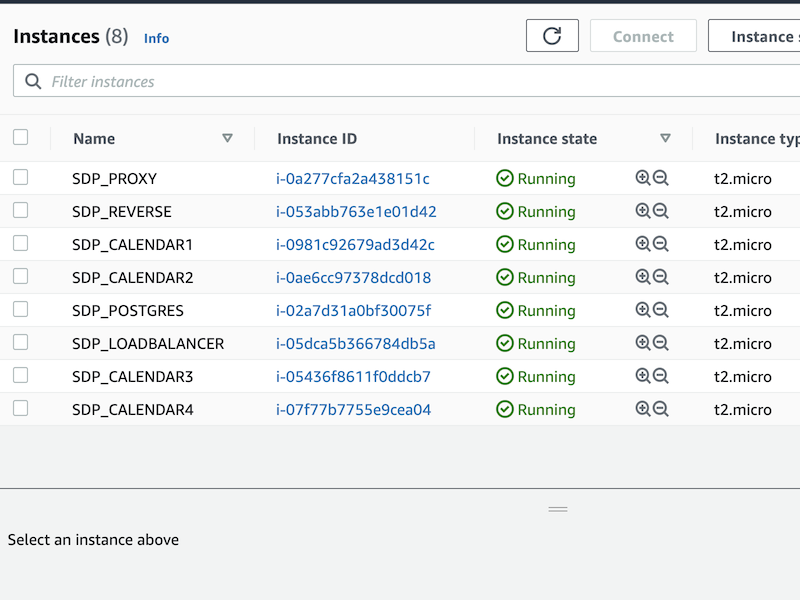 Instances (8) Info Connect Instance
Filter instances
Name Instance ID Instance state Instance typ
SDP_PROXY i-0a277cfa2a438151c Running t2.micro
SDP_REVERSE i-053abb763e1e01d42 Running t2.micro
SDP_CALENDAR1 i-0981c92679ad3d42c Running t2.micro
SDP_CALENDAR2 i-0ae6cc97378dcd018 Running t2.micro
SDP_POSTGRES i-02a7d31a0bf30075f Running t2.micro
SDP_LOADBALANCER i-05dca5b366784db5a Running t2.micro
SDP_CALENDAR3 i-05436f8611f0ddcb7 Running t2.micro
SDP_CALENDAR4 i-07f77b7755e9cea04 Running t2.micro
Select an instance above